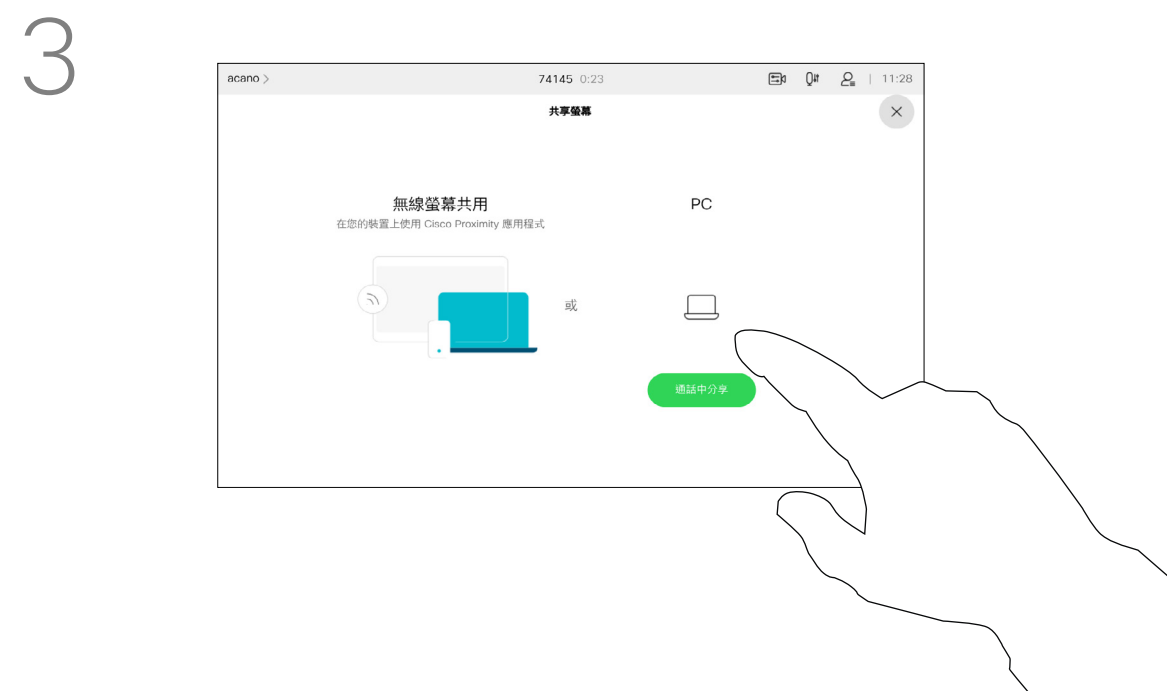 3
acano >
74145 0:23
11:28
共享螢幕
無線螢幕共用
在您的裝置上使用 Cisco Proximity 應用程式
或
PC
通話中分享